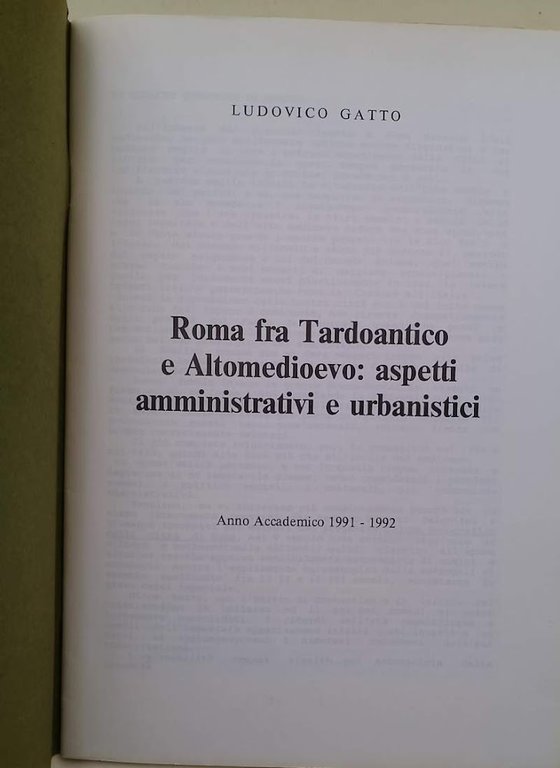 LUDOVICO GATTO
Roma fra Tardoantico
e Altomedioevo: aspetti
amministrativi e urbanistici
Anno Accademico 1991 - 1992